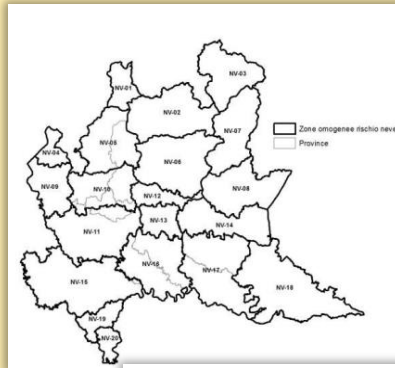 NV-01
NV-03
NV-02
NV-07
NV-05
NV-04
NV-06
NV-09
NV-10
NV-08
NV-12
NV-13
NV-14
NV-11
NV-15
NV-16
NV-17
NV-18
NV-19
NV-20
Zone omogenee rischio neve
Province